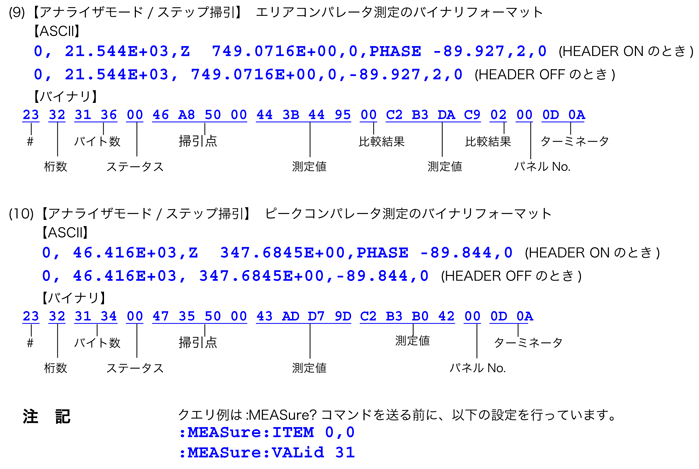 (9)【アナライザモード / ステップ掃引】 エリアコンパレータ測定のバイナリフォーマット
【ASCII】
0, 21.544E+03,Z  749.0716E+00,0,PHASE -89.927,2,0 (HEADER ON のとき)
0, 21.544E+03, 749.0716E+00,0,-89.927,2,0 (HEADER OFF のとき)
【バイナリ】
23 32 31 36 00 46 A8 50 00 44 3B 44 95 00 C2 B3 DA C9 02 00 0D 0A
# バイト数 掃引点 比較結果 比較結果 ターミネータ
桁数 ステータス 測定値 測定値 パネル No.
(10)【アナライザモード / ステップ掃引】 ピークコンパレータ測定のバイナリフォーマット
【ASCII】
0, 46.416E+03,Z  347.6845E+00,PHASE -89.844,0 (HEADER ON のとき)
0, 46.416E+03, 347.6845E+00,-89.844,0 (HEADER OFF のとき)
【バイナリ】
23 32 31 34 00 47 35 50 00 43 AD D7 9D C2 B3 B0 42 00 0D 0A
# バイト数 掃引点 測定値 ターミネータ
桁数 ステータス 測定値 パネル No.
注 記 クエリ例は :MEASure? コマンドを送る前に、以下の設定を行っています。
:MEASure:ITEM 0,0
:MEASure:VALid 31